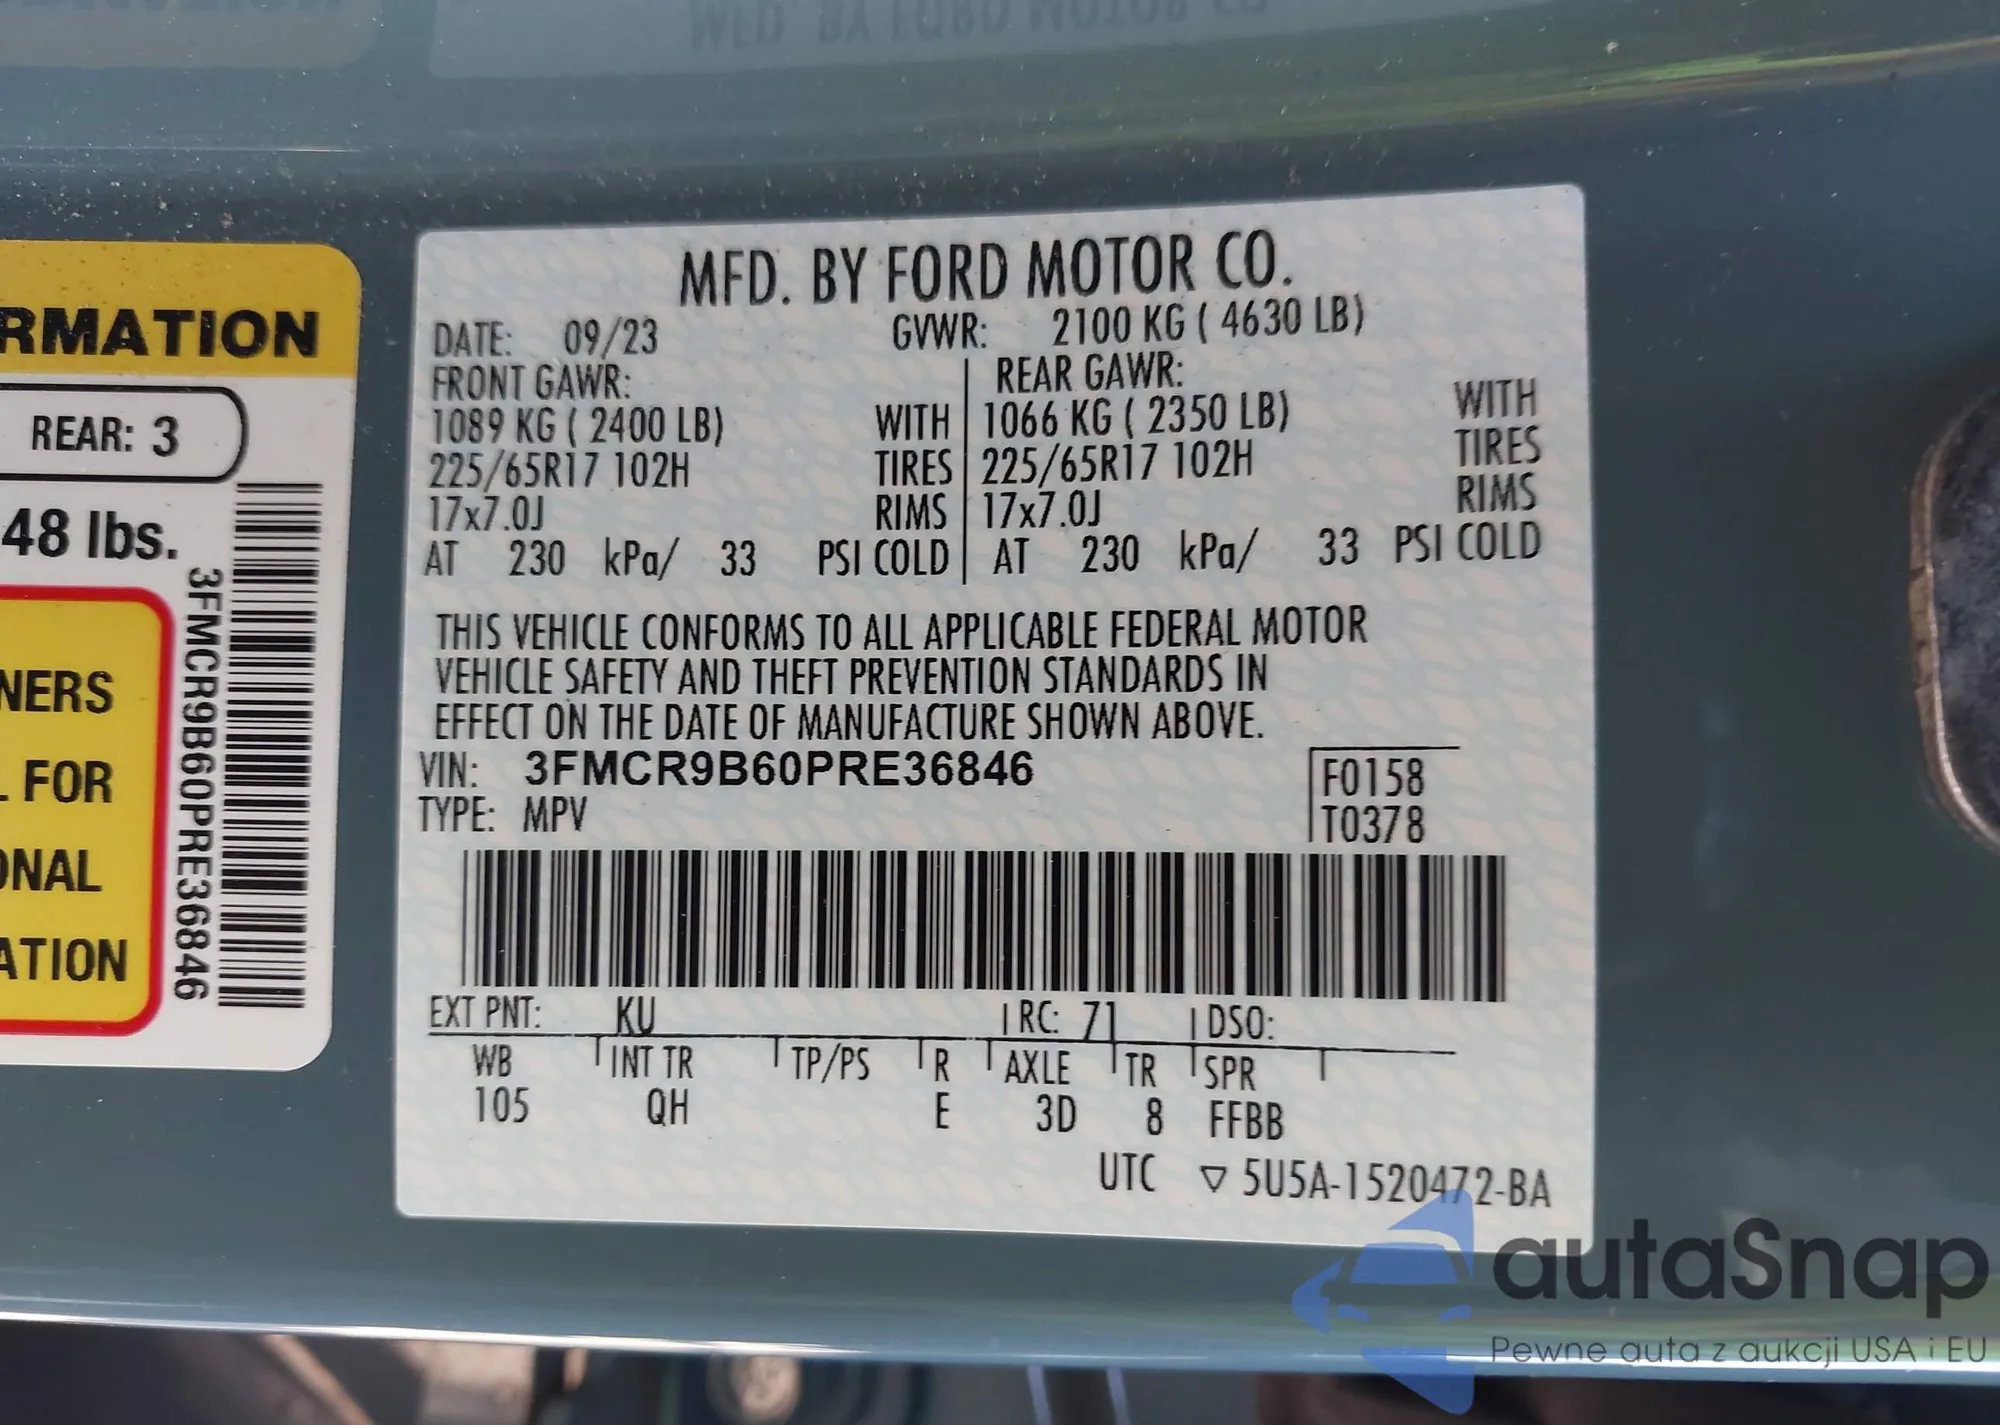 MFD. BY FORD MOTOR CO.
DATE: 09/23 GVWR: 2100 KG ( 4630 LB)
FRONT GAWR: REAR GAWR:
1089 KG ( 2400 LB) WITH 1066 KG ( 2350 LB) WITH
225/65R17 102H TIRES 225/65R17 102H TIRES
17x7.0J RIMS 17x7.0J RIMS
AT 230 kPa/ 33 PSI COLD AT 230 kPa/ 33 PSI COLD
THIS VEHICLE CONFORMS TO ALL APPLICABLE FEDERAL MOTOR
VEHICLE SAFETY AND THEFT PREVENTION STANDARDS IN
EFFECT ON THE DATE OF MANUFACTURE SHOWN ABOVE.
VIN: 3FMCR9B60PRE36846 F0158
TYPE: MPV T0378
EXT PNT: KU RC: 71 DSO:
WB INT TR TP/PS R AXLE TR SPR
105 QH E 3D 8 FFBB
UTC ▽ 5U5A-1520472-BA
RMATION
REAR: 3
48 lbs.
NERS
L FOR
ONAL
ATION
3FMCR9B60PRE36846
MFD. BY FORD MOTOR CO.
autaSnap
Pewne auta z aukcji USA i EU